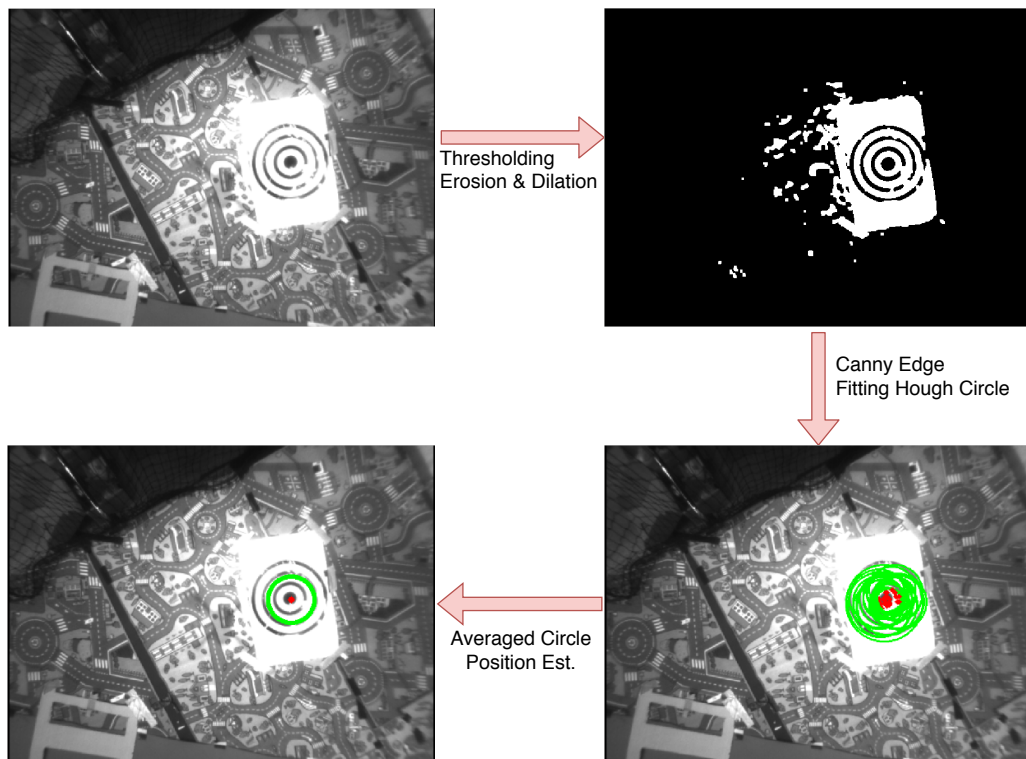 Thresholding
Erosion & Dilation
Canny Edge
Fitting Hough Circle
Averaged Circle
Position Est.